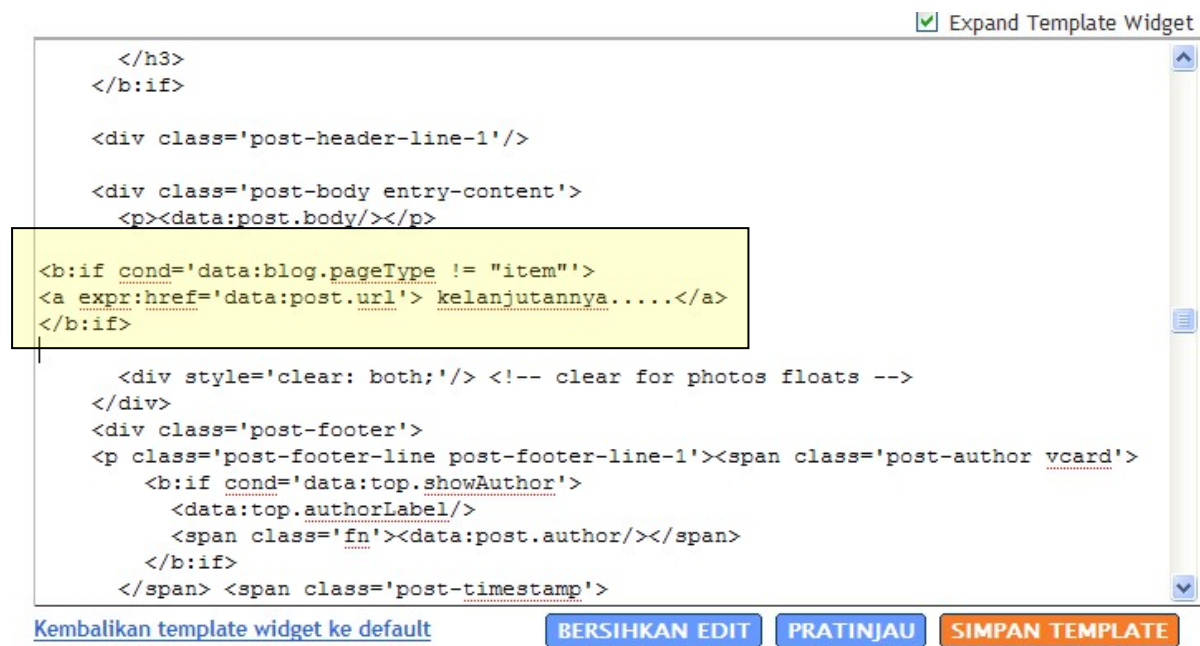 Expand Template Widget
</h3>
</b:if>
<div class='post-header-line-1'/>
<div class='post-body entry-content'>
<p><data:post.body/></p>
<b:if cond='data:blog.pageType != "item"'>
<a expr:href='data:post.url'> kelanjutannya.....</a>
</b:if>
<div style='clear: both;'/> <!-- clear for photos floats -->
</div>
<div class='post-footer'>
<p class='post-footer-line post-footer-line-1'><span class='post-author vcard'>
<b:if cond='data:top.showAuthor'>
<data:top.authorLabel/>
<span class='fn'><data:post.author/></span>
</b:if>
</span> <span class='post-timestamp'>
Kembalikan template widget ke default BERSIHKAN EDIT PRATINJAU SIMPAN TEMPLATE